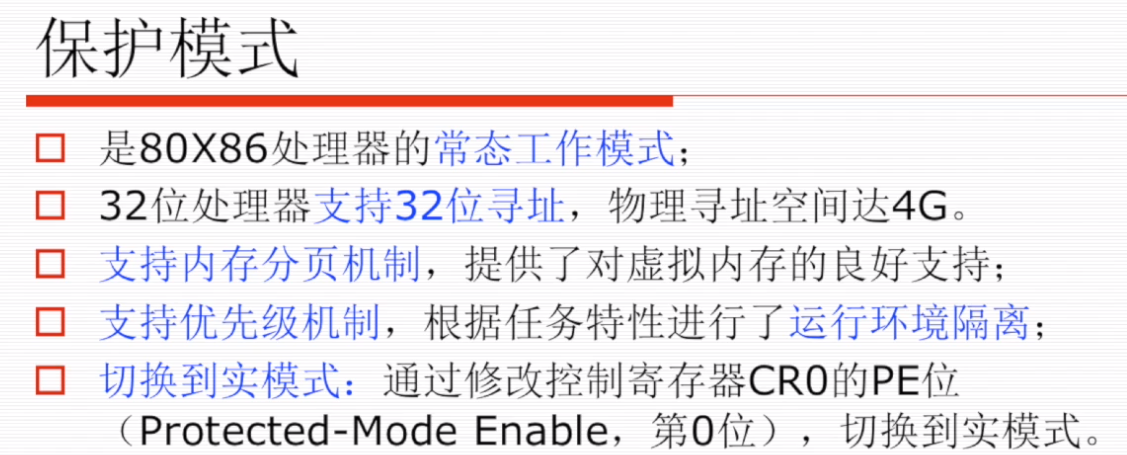 保护模式
是80X86处理器的常态工作模式；
32位处理器支持32位寻址，物理寻址空间达4G。
支持内存分页机制，提供了对虚拟内存的良好支持；
支持优先级机制，根据任务特性进行了运行环境隔离；
切换到实模式：通过修改控制寄存器CR0的PE位
（Protected-Mode Enable，第0位），切换到实模式。